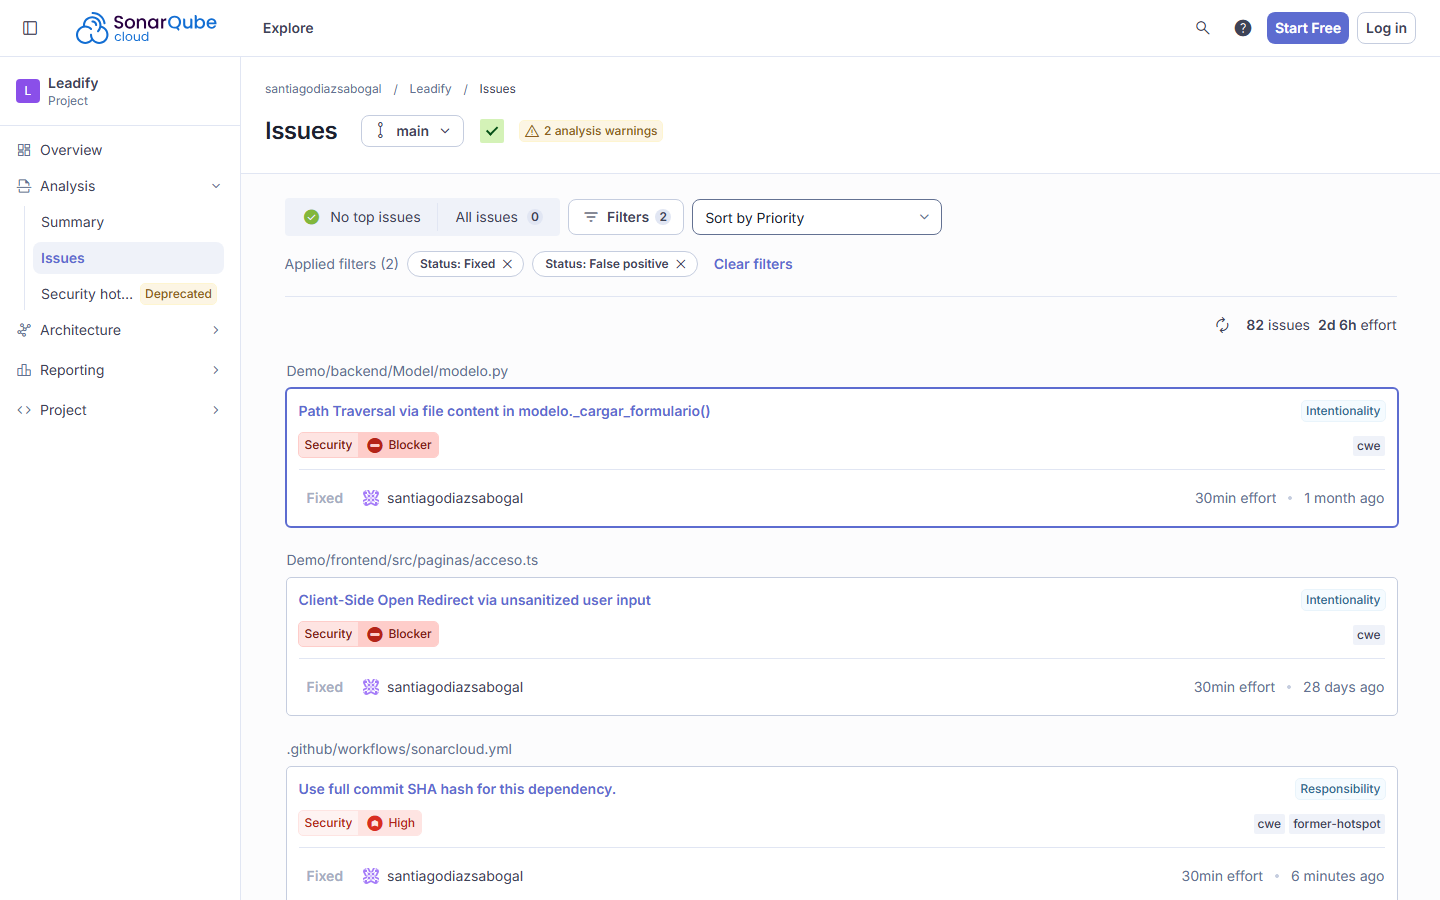 SonarQube cloud
Explore
Start Free
Log in
L
Leadify
Project
Overview
Analysis
Summary
Issues
Security hot... Deprecated
Architecture
Reporting
Project
santiagodiazsabogal / Leadify / Issues
Issues
main
2 analysis warnings
No top issues
All issues 0
Filters 2
Sort by Priority
Applied filters (2)
Status: Fixed
Status: False positive
Clear filters
82 issues 2d 6h effort
Demo/backend/Model/modelo.py
Path Traversal via file content in modelo._cargar_formulario()
Intentionality
Security Blocker
cwe
Fixed santiagodiazsabogal
30min effort • 1 month ago
Demo/frontend/src/paginas/acceso.ts
Client-Side Open Redirect via unsanitized user input
Intentionality
Security Blocker
cwe
Fixed santiagodiazsabogal
30min effort • 28 days ago
.github/workflows/sonarcloud.yml
Use full commit SHA hash for this dependency.
Responsibility
Security High
cwe former-hotspot
Fixed santiagodiazsabogal
30min effort • 6 minutes ago